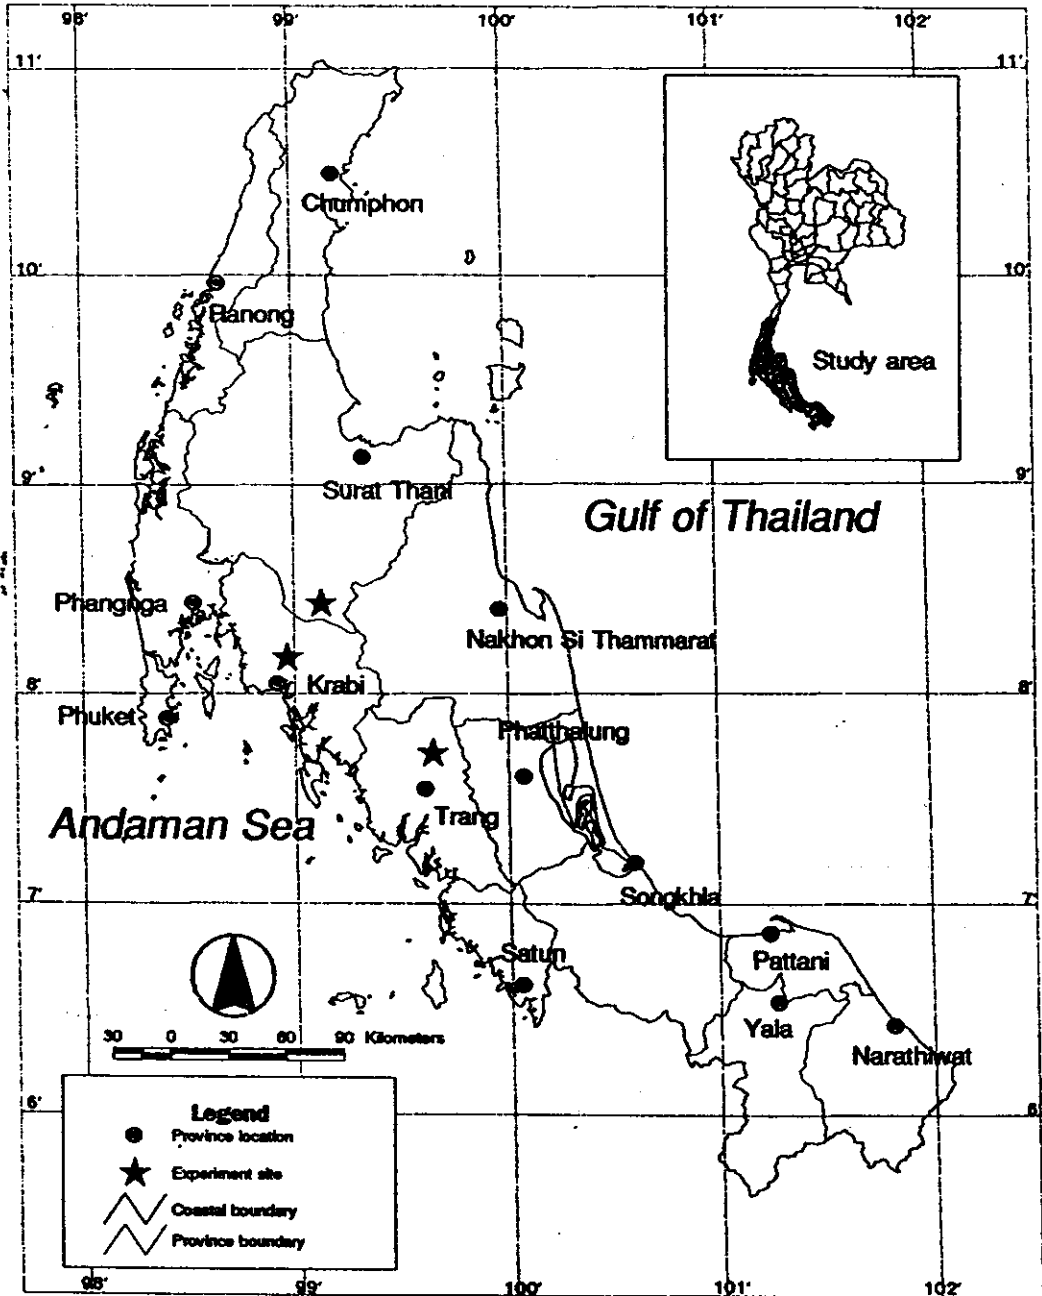 98' 99' 100' 101' 102'
11' 11'
Chumphon
10' 10'
Ranong
Study area
9' 9'
Surat Thani
Gulf of Thailand
Phangnga
Nakhon Si Thammarat
Krabi
8' 8'
Phuket
Phatthalung
Andaman Sea
Trang
Songkhla
7' 7'
Satun
Pattani
Yala
30 0 30 60 90 Kilometers
Narathiwat
6' 6'
Legend
Province location
Experiment site
Coastal boundary
Province boundary
98' 99' 100' 101' 102'